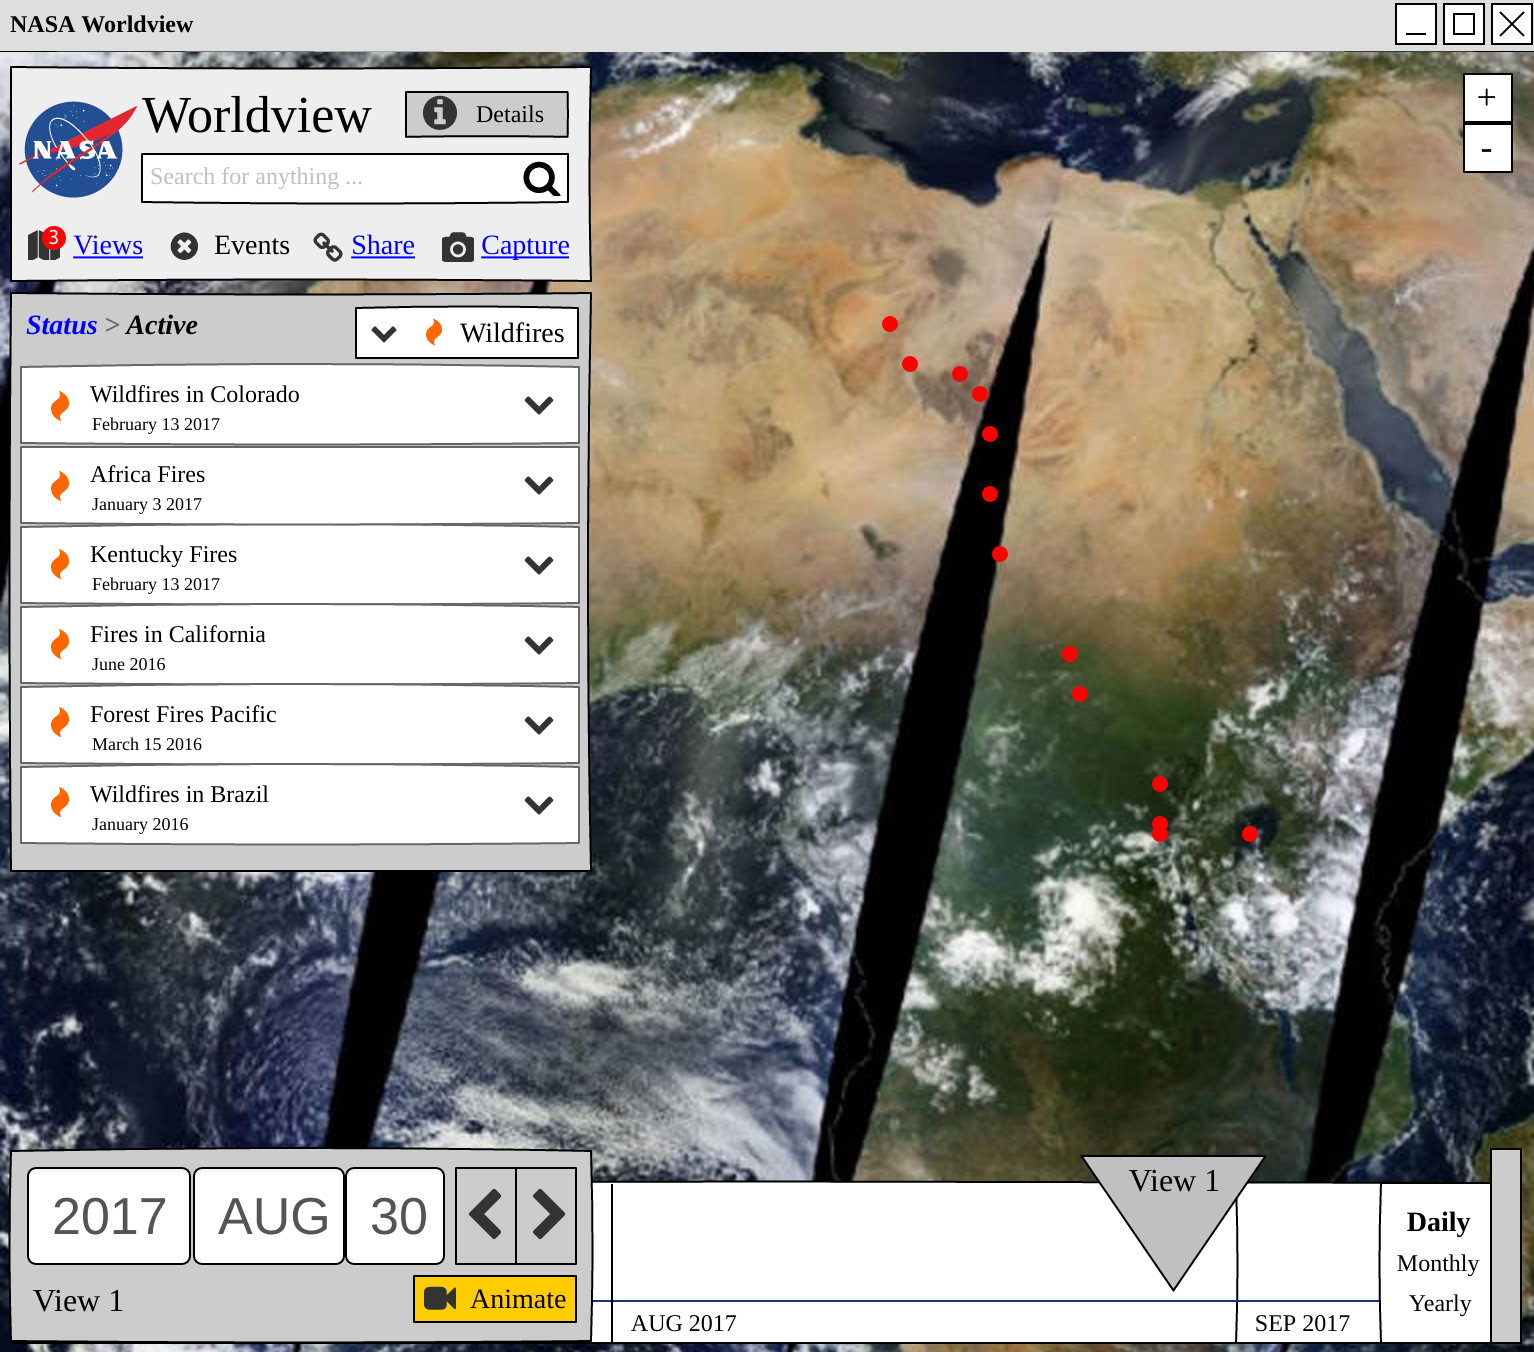 NASA Worldview
+
-
NASA
Worldview
Details
Search for anything ...
3
Views
Events
Share
Capture
Status > Active
Wildfires
Wildfires in Colorado
February 13 2017
Africa Fires
January 3 2017
Kentucky Fires
February 13 2017
Fires in California
June 2016
Forest Fires Pacific
March 15 2016
Wildfires in Brazil
January 2016
2017
AUG
30
View 1
Animate
View 1
AUG 2017
SEP 2017
Daily
Monthly
Yearly